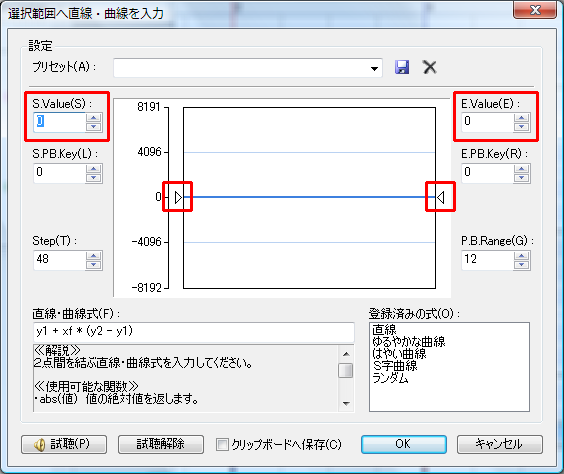 選択範囲へ直線・曲線を入力
設定
プリセット(A)：
S.Value(S)：
0
S.P.B.Key(L)：
0
Step(T)：
48
8191
4096
0
-4096
-8192
E.Value(E)：
0
E.P.B.Key(R)：
0
P.B.Range(G)：
12
直線・曲線式(F)：
y1 + xf * (y2 - y1)
≪解説≫
2点間を結ぶ直線・曲線式を入力してください。
≪使用可能な関数≫
・abs(値)　値の絶対値を返します。
登録済みの式(O)：
直線
ゆるやかな曲線
はやい曲線
S字曲線
ランダム
試聴(P)
試聴解除
クリップボードへ保存(C)
OK
キャンセル